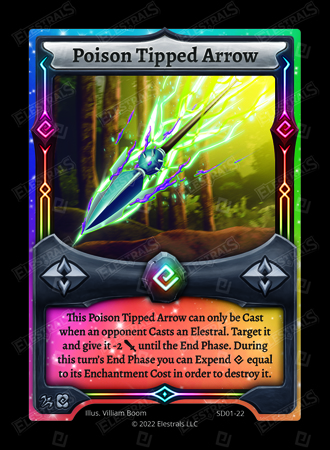 Poison Tipped Arrow
This Poison Tipped Arrow can only be Cast
when an opponent Casts an Elestral. Target it
and give it -2 until the End Phase. During
this turn's End Phase you can Expend equal
to its Enchantment Cost in order to destroy it.
Illus. Villiam Boom
SD01-22
© 2022 Elestrals LLC
ELESTRALS